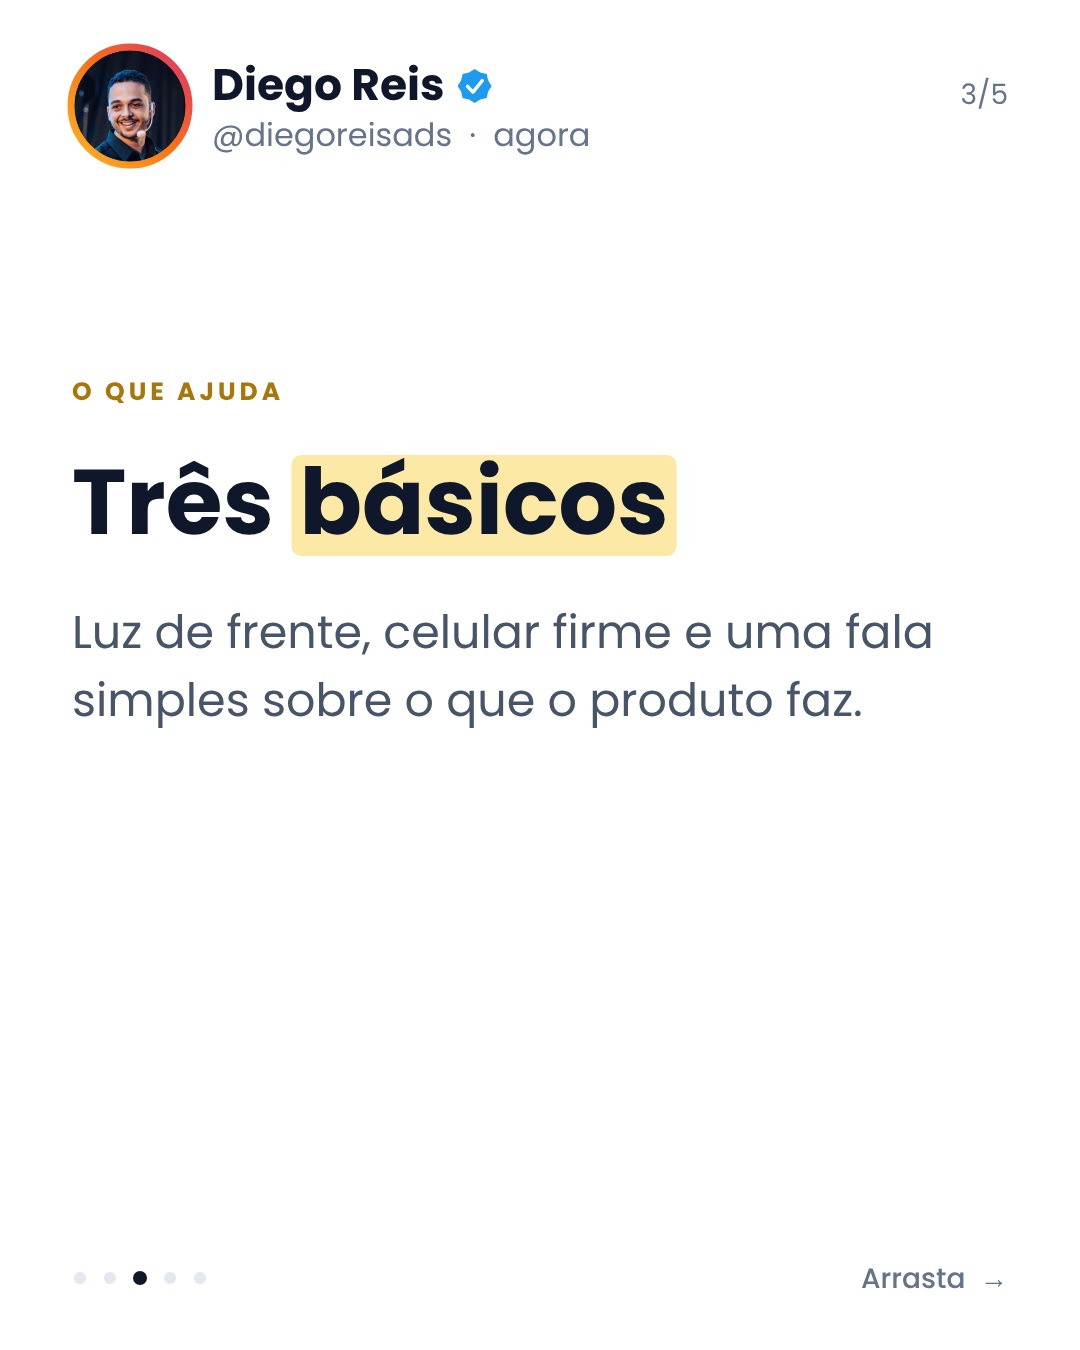 Diego Reis
@diegoreisads · agora
3/5
O QUE AJUDA
Três básicos
Luz de frente, celular firme e uma fala
simples sobre o que o produto faz.
Arrasta →